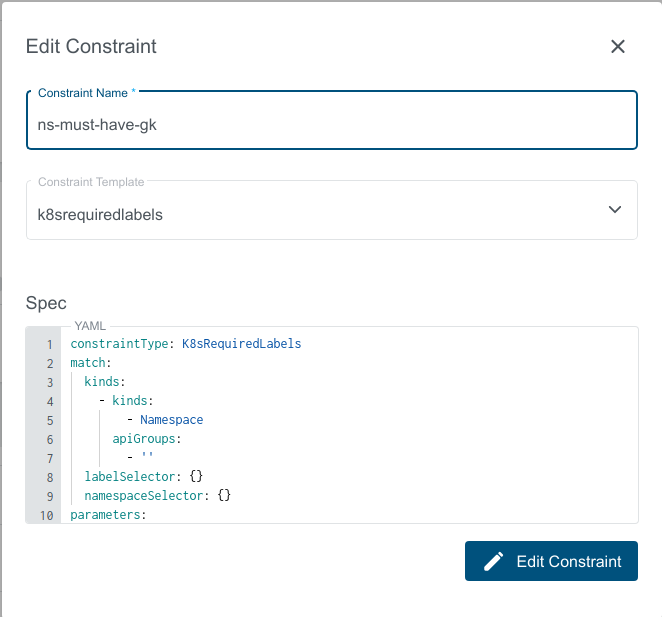 Edit Constraint
Constraint Name *
ns-must-have-gk
Constraint Template
k8srequiredlabels
Spec
YAML
1 constraintType: K8sRequiredLabels
2 match:
3   kinds:
4     - kinds:
5         - Namespace
6       apiGroups:
7         - ''
8   labelSelector: {}
9   namespaceSelector: {}
10 parameters:
Edit Constraint